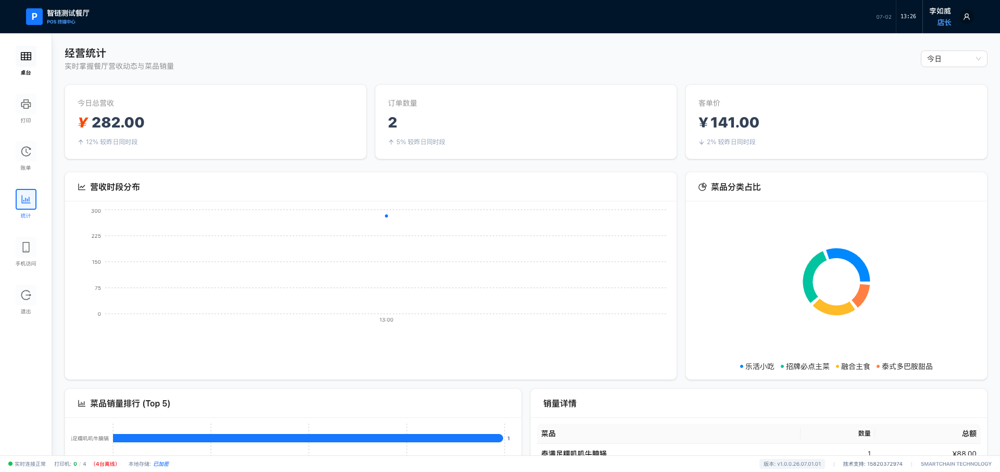 P
智链测试餐厅
POS 终端中心
07-02
13:26
李如威
店长
桌台
打印
账单
统计
手机访问
退出
经营统计
实时掌握餐厅营收动态与菜品销量
今日
今日总营收
¥ 282.00
12% 较昨日同时段
订单数量
2
5% 较昨日同时段
客单价
¥ 141.00
2% 较昨日同时段
营收时段分布
300
225
150
75
0
13:00
菜品分类占比
乐活小吃 招牌必点主菜 融合主食 泰式多巴胺甜品
菜品销量排行 (Top 5)
足糯叽叽牛腩锅
1
销量详情
菜品 数量 总额
泰满足糯叽叽牛腩锅 1 ¥88.00
实时连接正常 打印机: 0 / 4 (4台离线) 本地存储: 已加密
版本: v1.0.0.26.07.01.01 | 技术支持: 15820372974 | SMARTCHAIN TECHNOLOGY